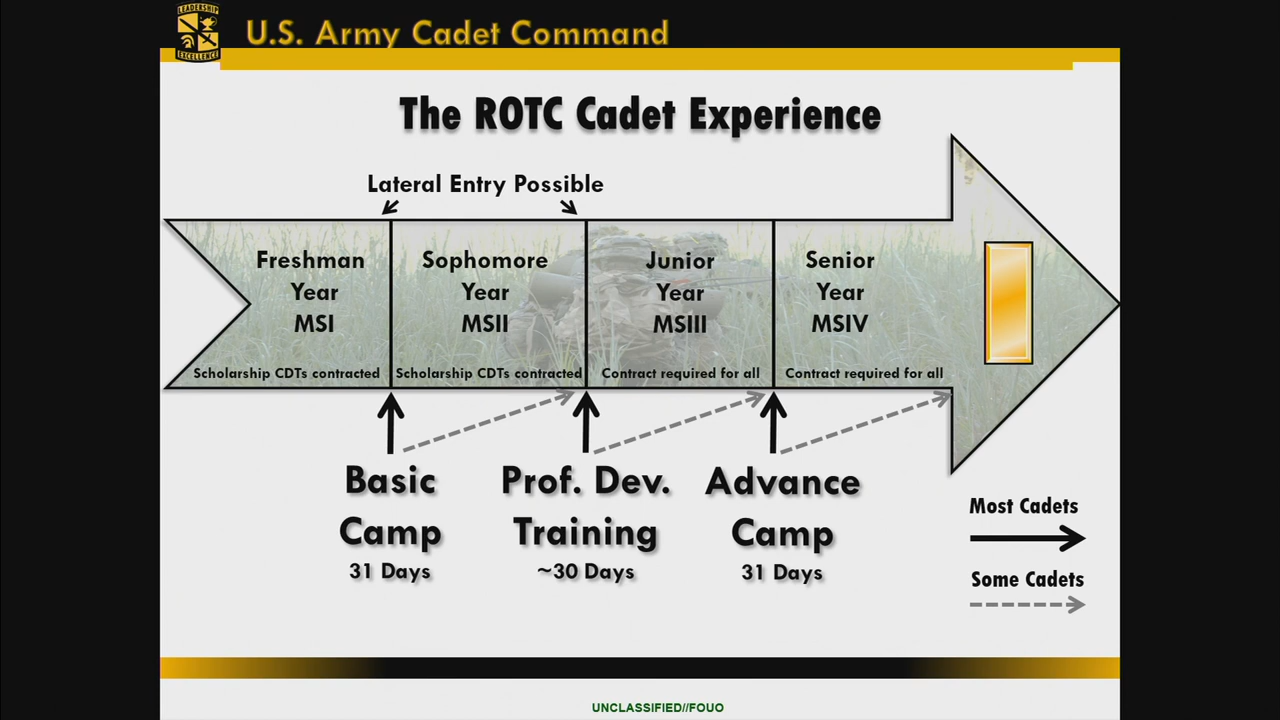 LEADERSHIP
EXCELLENCE
U.S. Army Cadet Command
The ROTC Cadet Experience
Lateral Entry Possible
Freshman
Year
MSI
Scholarship CDTs contracted
Sophomore
Year
MSII
Scholarship CDTs contracted
Junior
Year
MSIII
Contract required for all
Senior
Year
MSIV
Contract required for all
Basic
Camp
31 Days
Prof. Dev.
Training
~30 Days
Advance
Camp
31 Days
Most Cadets
Some Cadets
UNCLASSIFIED//FOUO